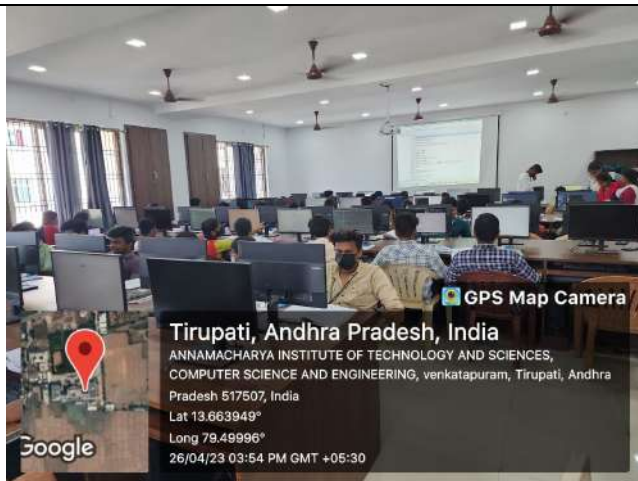 GPS Map Camera
Tirupati, Andhra Pradesh, India
ANNAMACHARYA INSTITUTE OF TECHNOLOGY AND SCIENCES,
COMPUTER SCIENCE AND ENGINEERING, venkatapuram, Tirupati, Andhra
Pradesh 517507, India
Lat 13.663949°
Long 79.49996°
26/04/23 03:54 PM GMT +05:30
Google